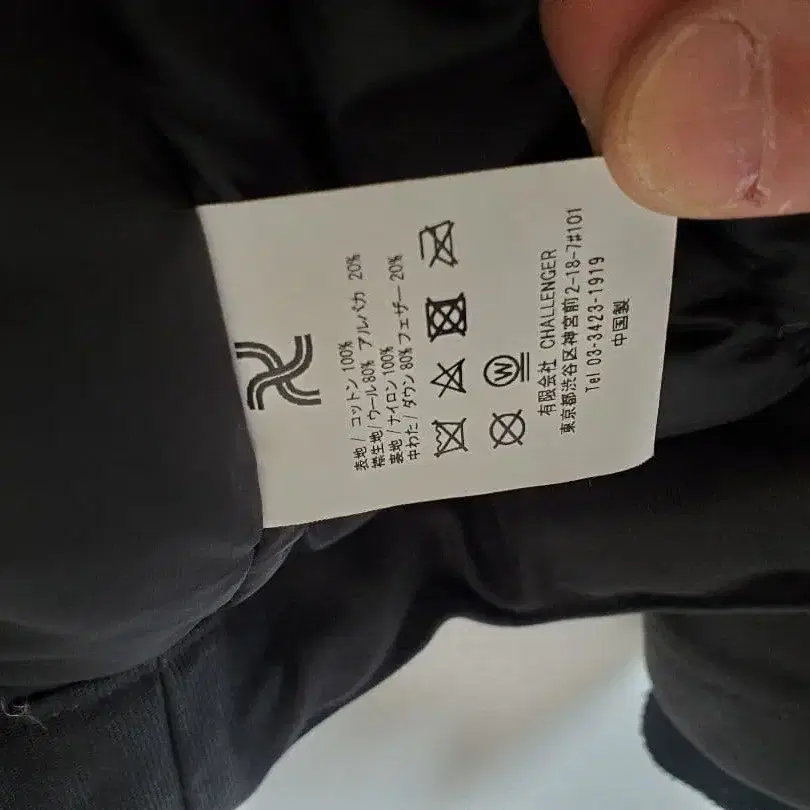 表地 / コットン 100%
襟生地/ ウール 80% アルパカ 20%
裏地 / ナイロン 100%
中わた / ダウン 80% フェザー 20%
W
有限会社 CHALLENGER
東京都渋谷区神宮前2-18-7#101
Tel 03-3423-1919
中国製